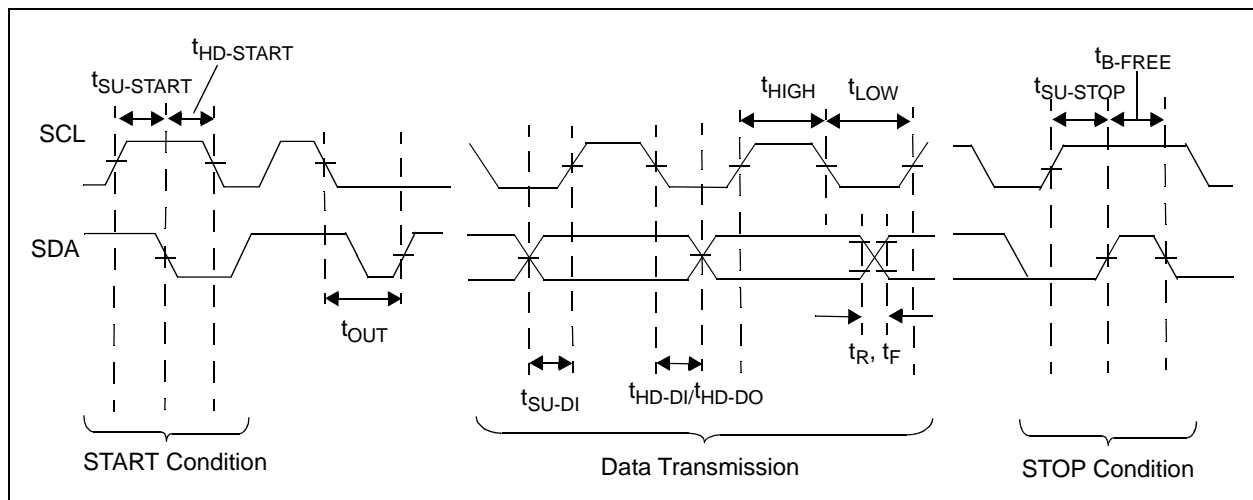 tHD-START
tSU-START
tB-FREE
tHIGH
tLOW
tSU-STOP
SCL
SDA
tOUT
tR, tF
tSU-DI
tHD-DI/tHD-DO
START Condition
Data Transmission
STOP Condition